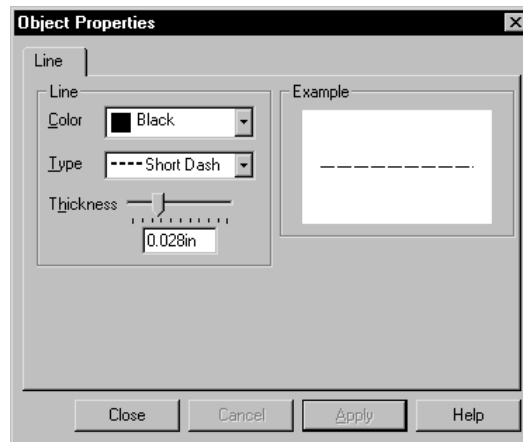 Object Properties
Line
Line
Color
Black
Type
Short Dash
Thickness
0.028in
Example
Close
Cancel
Apply
Help